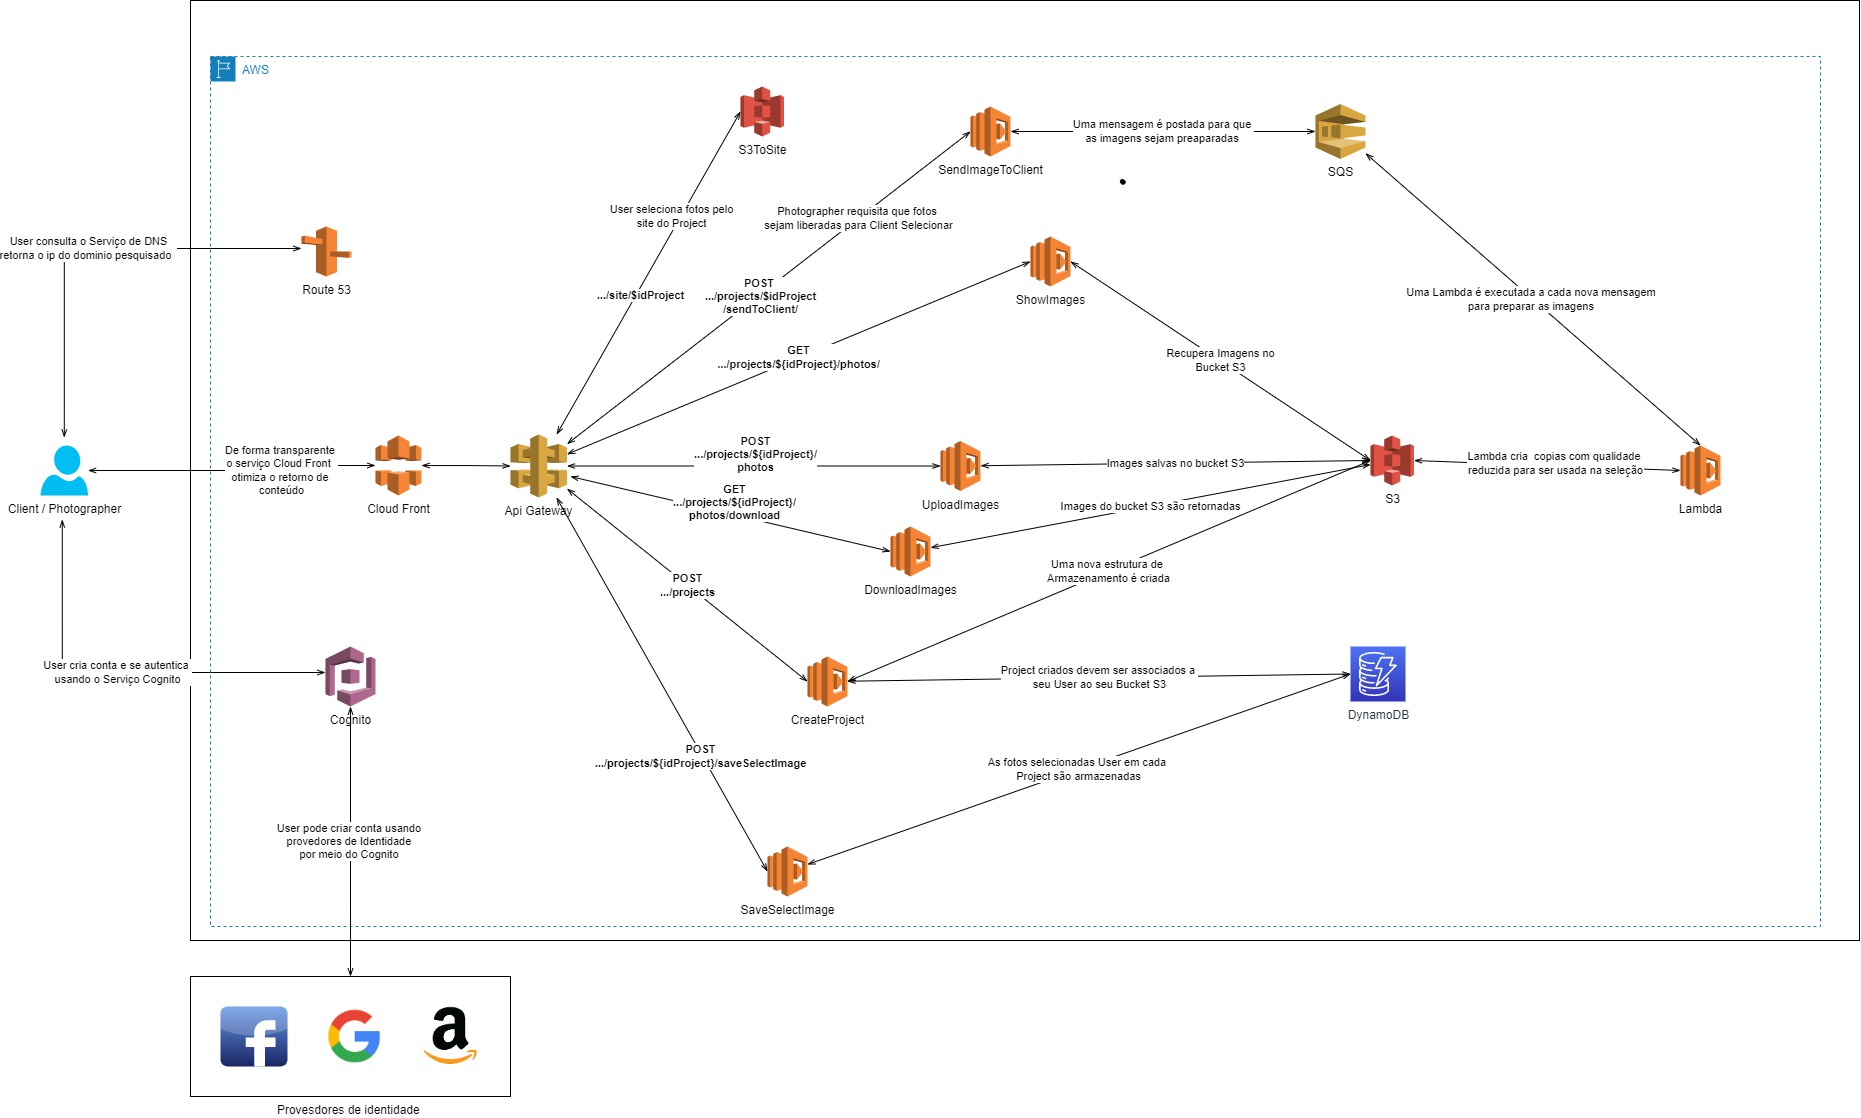 AWS
S3ToSite
SendImageToClient
Uma mensagem é postada para que
as imagens sejam preaparadas
SQS
User seleciona fotos pelo
site do Project
Photographer requisita que fotos
sejam liberadas para Client Selecionar
User consulta o Serviço de DNS
retorna o ip do dominio pesquisado
Route 53
.../site/$idProject
POST
.../projects/$idProject
/sendToClient/
ShowImages
Uma Lambda é executada a cada nova mensagem
para preparar as imagens
GET
.../projects/${idProject}/photos/
Recupera Imagens no
Bucket S3
Client / Photographer
De forma transparente
o serviço Cloud Front
otimiza o retorno de
conteúdo
Cloud Front
Api Gateway
POST
.../projects/${idProject}/
photos
UploadImages
Images salvas no bucket S3
S3
Lambda cria  copias com qualidade
reduzida para ser usada na seleção
Lambda
GET
.../projects/${idProject}/
photos/download
Images do bucket S3 são retornadas
DownloadImages
POST
.../projects
Uma nova estrutura de
Armazenamento é criada
User cria conta e se autentica
usando o Serviço Cognito
Cognito
CreateProject
Project criados devem ser associados a
seu User ao seu Bucket S3
DynamoDB
POST
.../projects/${idProject}/saveSelectImage
As fotos selecionadas User em cada
Project são armazenadas
User pode criar conta usando
provedores de Identidade
por meio do Cognito
SaveSelectImage
f
G
a
Provesdores de identidade